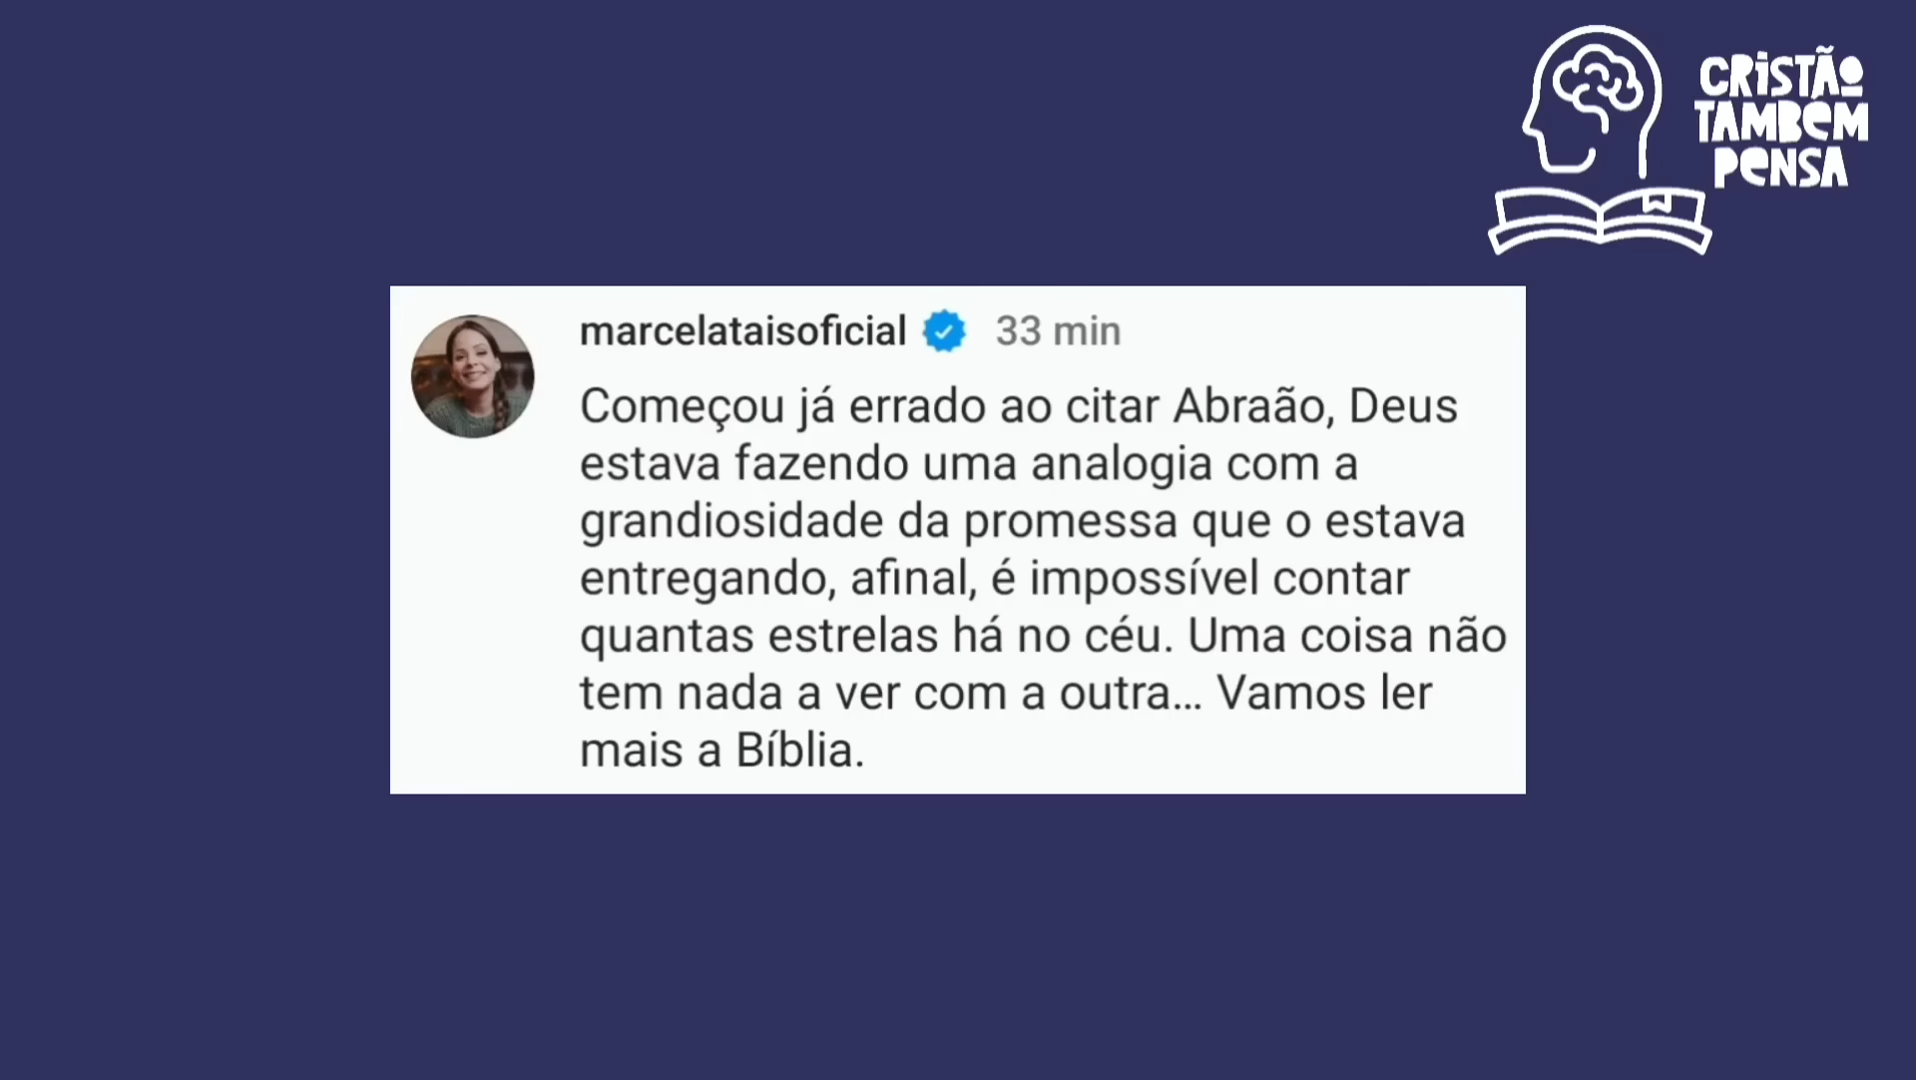 CRISTÃO
TAMBÉM
PENSA
marcelataisoficial 33 min
Começou já errado ao citar Abraão, Deus
estava fazendo uma analogia com a
grandiosidade da promessa que o estava
entregando, afinal, é impossível contar
quantas estrelas há no céu. Uma coisa não
tem nada a ver com a outra... Vamos ler
mais a Bíblia.